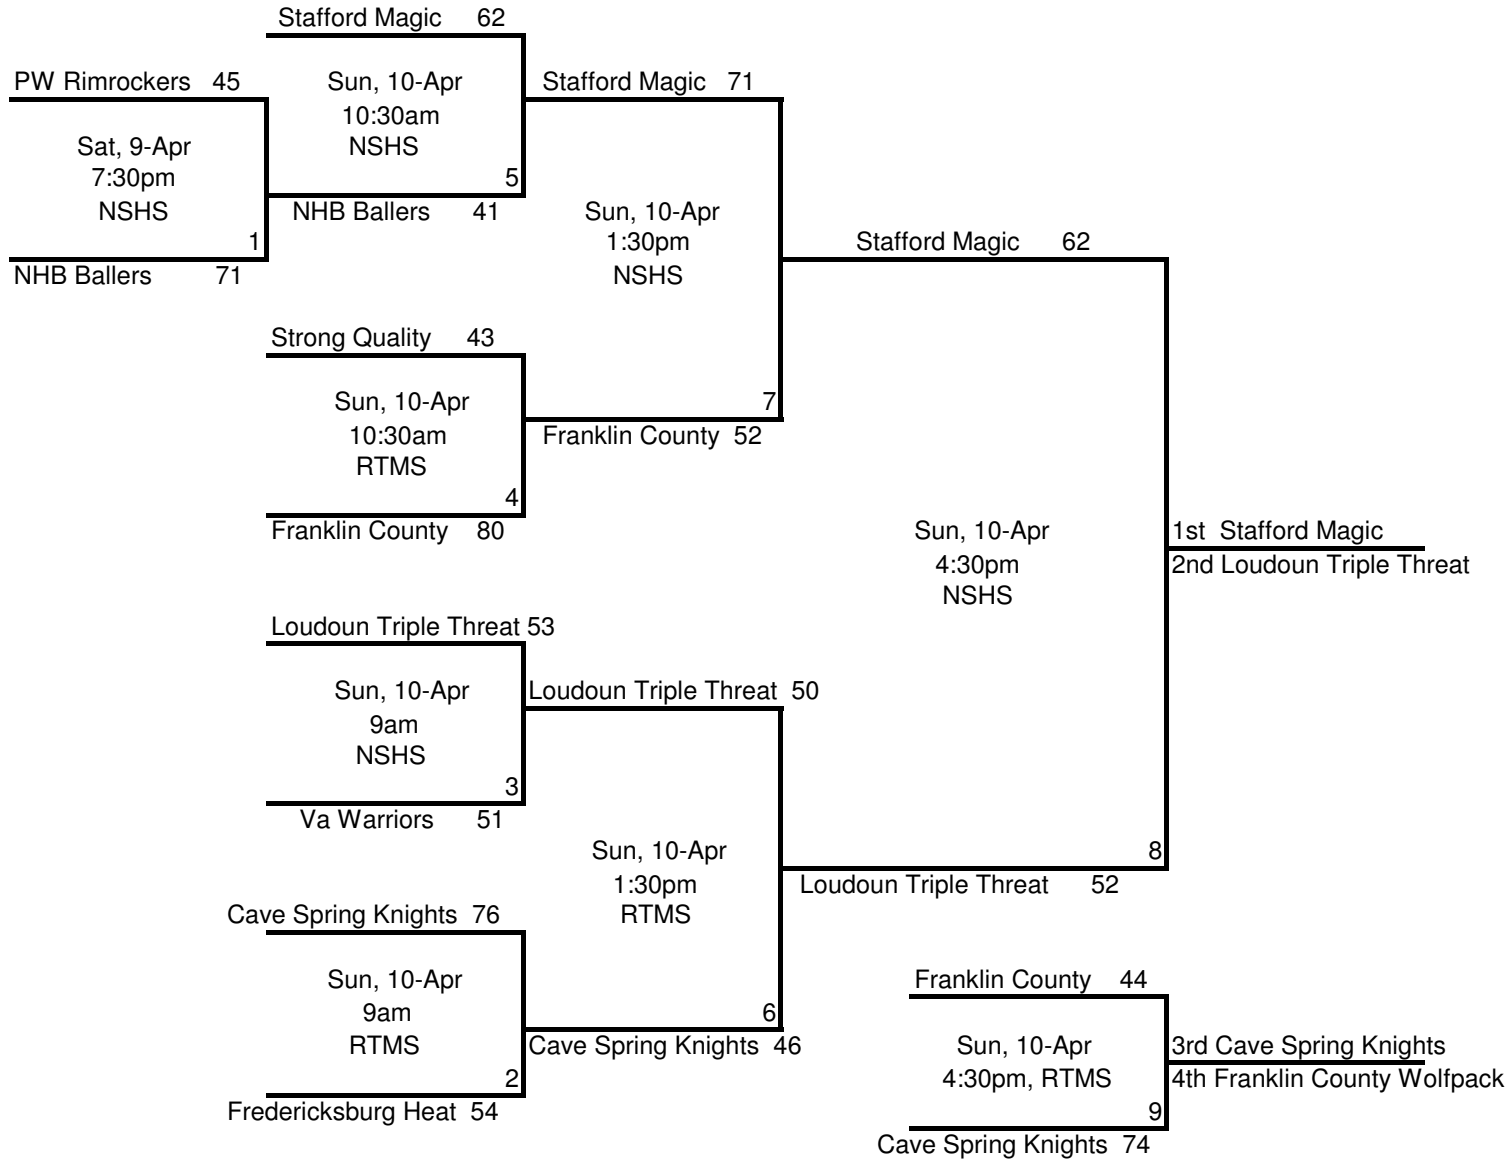 Stafford Magic 62
PW Rimrockers 45
Sun, 10-Apr
10:30am
NSHS
5
Stafford Magic 71
Sat, 9-Apr
7:30pm
NSHS
1
NHB Ballers 41
NHB Ballers 71
Sun, 10-Apr
1:30pm
NSHS
7
Stafford Magic 62
Strong Quality 43
Sun, 10-Apr
10:30am
RTMS
4
Franklin County 52
Franklin County 80
Sun, 10-Apr
4:30pm
NSHS
8
1st Stafford Magic
2nd Loudoun Triple Threat
Loudoun Triple Threat 53
Sun, 10-Apr
9am
NSHS
3
Loudoun Triple Threat 50
Va Warriors 51
Sun, 10-Apr
1:30pm
RTMS
6
Loudoun Triple Threat 52
Cave Spring Knights 76
Sun, 10-Apr
9am
RTMS
2
Cave Spring Knights 46
Fredericksburg Heat 54
Franklin County 44
Sun, 10-Apr
4:30pm, RTMS
9
3rd Cave Spring Knights
4th Franklin County Wolfpack
Cave Spring Knights 74